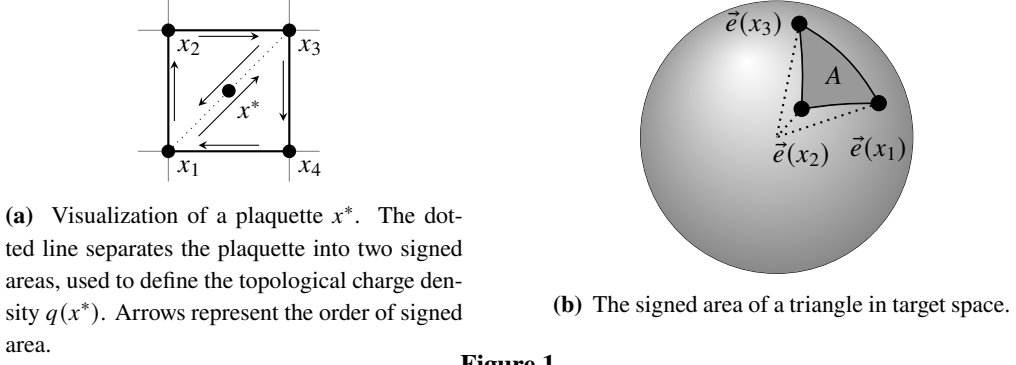 x₂ x₃
x*
x₁ x₄
(a) Visualization of a plaquette x*. The dot-
ted line separates the plaquette into two signed
areas, used to define the topological charge den-
sity q(x*). Arrows represent the order of signed
area.
e⃗(x₃)
A
e⃗(x₂) e⃗(x₁)
(b) The signed area of a triangle in target space.
Figure 1